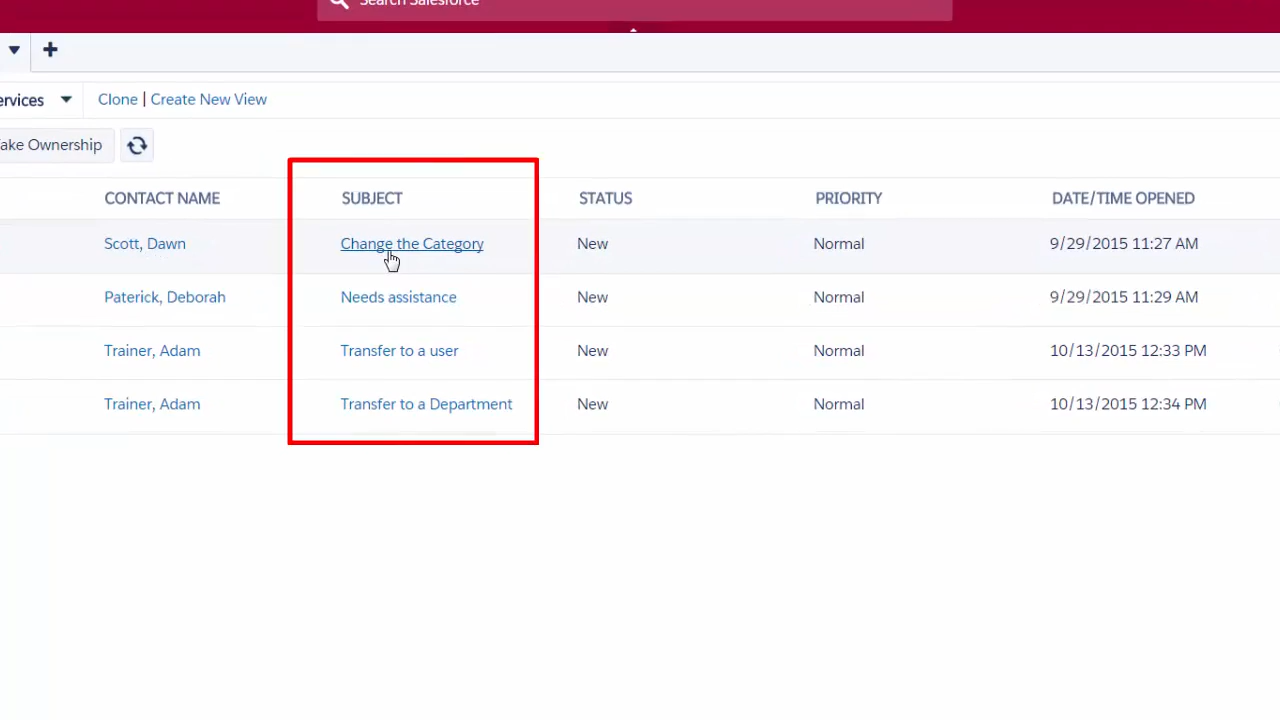 Search Salesforce
ervices Clone | Create New View
ake Ownership
CONTACT NAME SUBJECT STATUS PRIORITY DATE/TIME OPENED
Scott, Dawn Change the Category New Normal 9/29/2015 11:27 AM
Paterick, Deborah Needs assistance New Normal 9/29/2015 11:29 AM
Trainer, Adam Transfer to a user New Normal 10/13/2015 12:33 PM
Trainer, Adam Transfer to a Department New Normal 10/13/2015 12:34 PM